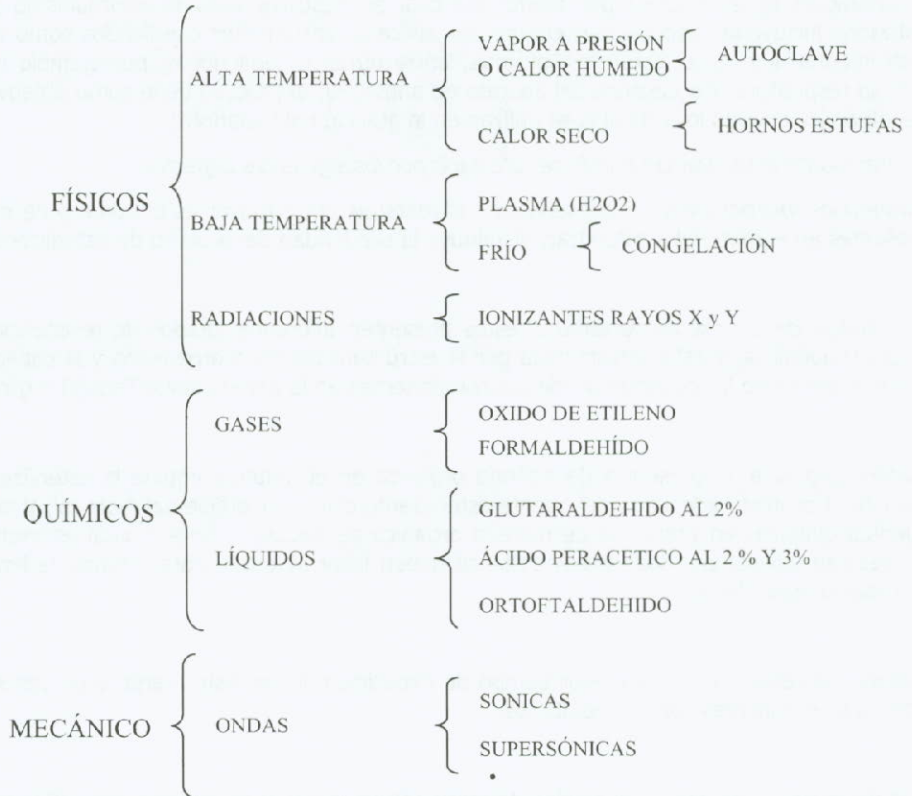 FÍSICOS
ALTA TEMPERATURA
VAPOR A PRESIÓN
O CALOR HÚMEDO
AUTOCLAVE
CALOR SECO
HORNOS ESTUFAS
BAJA TEMPERATURA
PLASMA (H2O2)
FRÍO
CONGELACIÓN
RADIACIONES
IONIZANTES RAYOS X y Y
QUÍMICOS
GASES
OXIDO DE ETILENO
FORMALDEHÍDO
LÍQUIDOS
GLUTARALDEHIDO AL 2%
ÁCIDO PERACETICO AL 2 % Y 3%
ORTOFTALDEHIDO
MECÁNICO
ONDAS
SONICAS
SUPERSÓNICAS